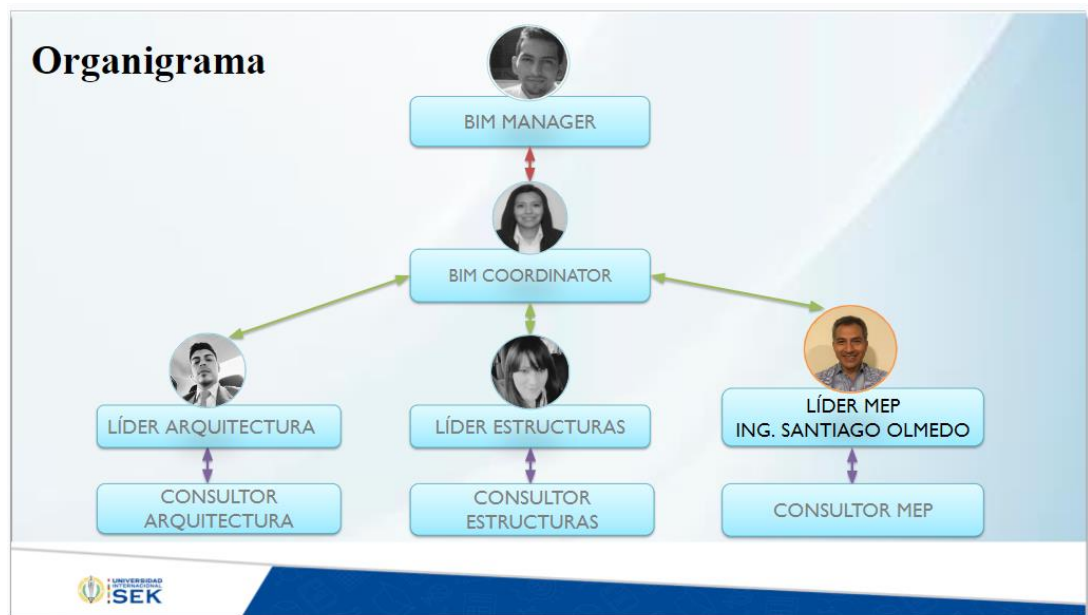 Organigrama
BIM MANAGER
BIM COORDINATOR
LÍDER ARQUITECTURA
LÍDER ESTRUCTURAS
LÍDER MEP
ING. SANTIAGO OLMEDO
CONSULTOR
ARQUITECTURA
CONSULTOR
ESTRUCTURAS
CONSULTOR MEP
UNIVERSIDAD
INTERNACIONAL
SEK